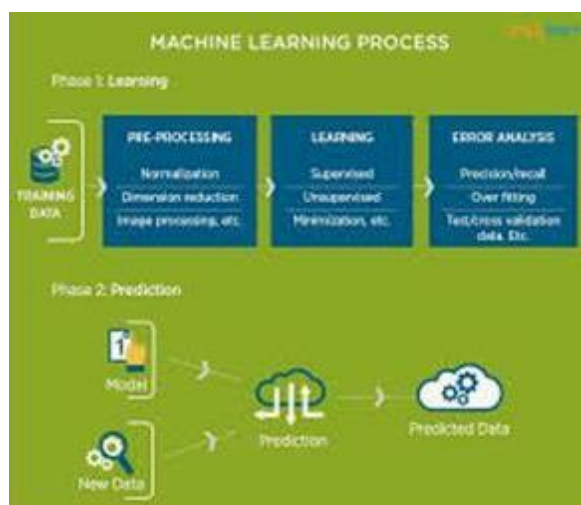 MACHINE LEARNING PROCESS
Phase 1: Learning
TRAINING
DATA
PRE-PROCESSING
Normalization
Dimension reduction
Image processing, etc.
LEARNING
Supervised
Unsupervised
Minimization, etc.
ERROR ANALYSIS
Precision/recall
Over fitting
Test/cross validation
data. Etc.
Phase 2: Prediction
1
Model
New Data
Prediction
Predicted Data